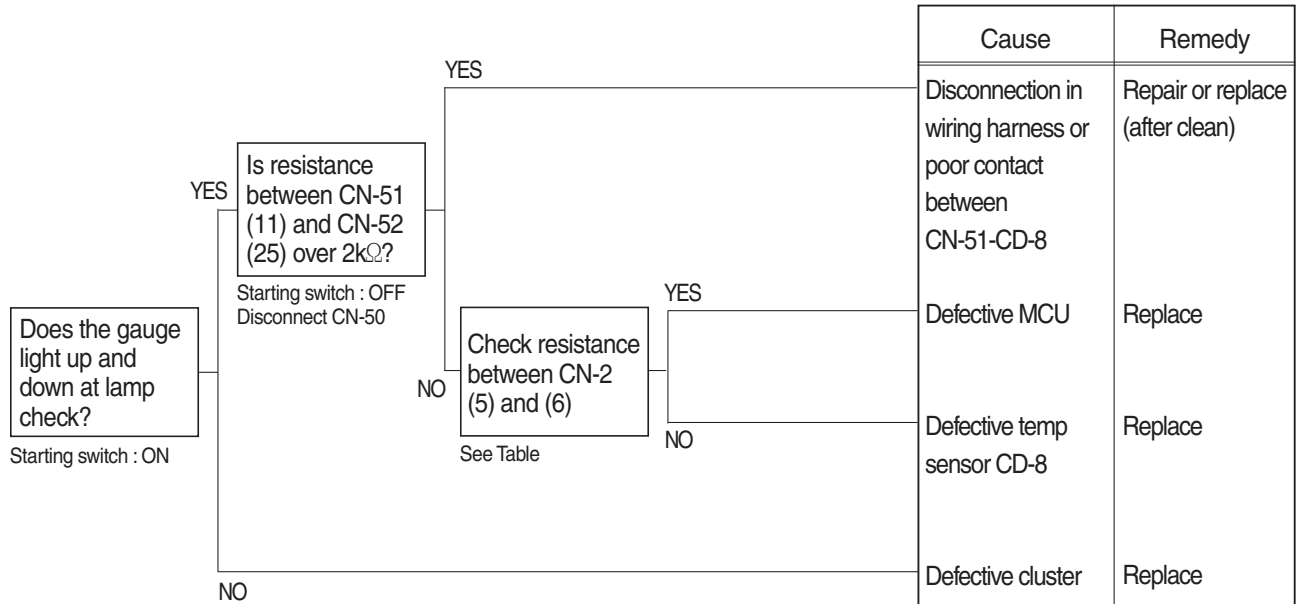 Cause
Remedy
YES
Disconnection in
wiring harness or
poor contact
between
CN-51-CD-8
Repair or replace
(after clean)
YES
Is resistance
between CN-51
(11) and CN-52
(25) over 2kΩ?
Starting switch : OFF
Disconnect CN-50
YES
Defective MCU
Replace
Does the gauge
light up and
down at lamp
check?
Starting switch : ON
NO
Check resistance
between CN-2
(5) and (6)
See Table
NO
Defective temp
sensor CD-8
Replace
NO
Defective cluster
Replace